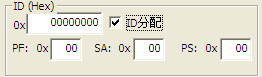 ID (Hex)
0x 00000000 ID分配
PF: 0x 00 SA: 0x 00 PS: 0x 00